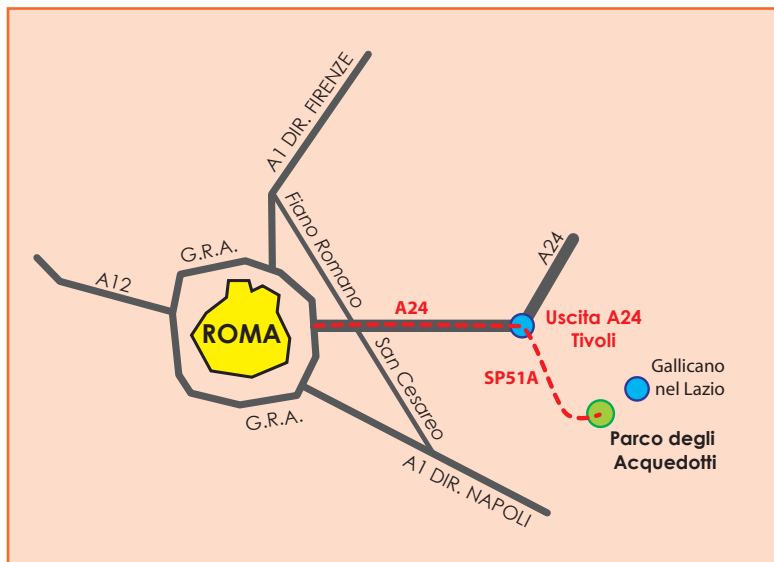 A1 DIR. FIRENZE
Fiano Romano
G.R.A.
A12
A24
A24
ROMA
Uscita A24
Tivoli
San Cesareo
SP51A
Gallicano
nel Lazio
G.R.A.
Parco degli
Acquedotti
A1 DIR. NAPOLI